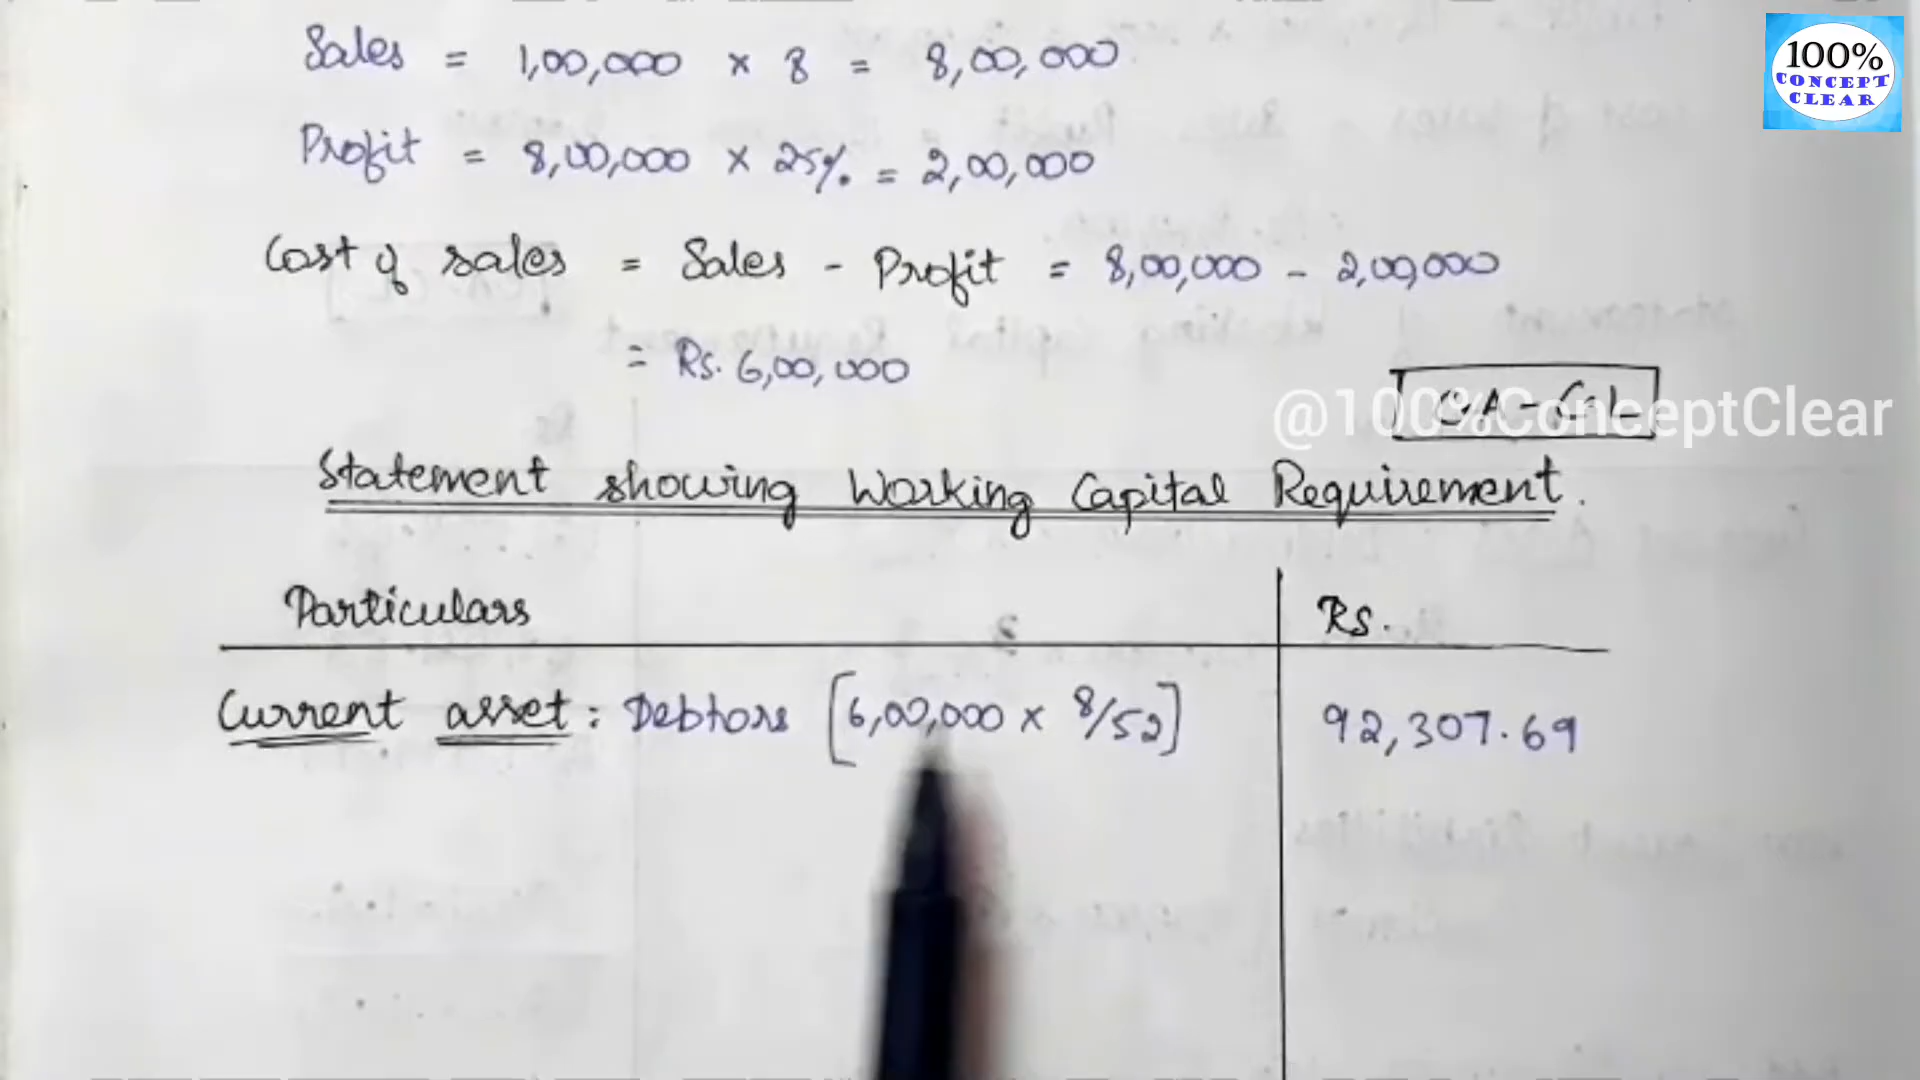 100%
CONCEPT
CLEAR
Sales = 1,00,000 × 8 = 8,00,000
Profit = 8,00,000 × 25% = 2,00,000
Cost of sales = Sales - Profit = 8,00,000 - 2,00,000
= Rs. 6,00,000
CA - CL
@100%ConceptClear
Statement showing Working Capital Requirement.
Particulars Rs.
Current asset: Debtors [6,00,000 × 8/52] 92,307.69